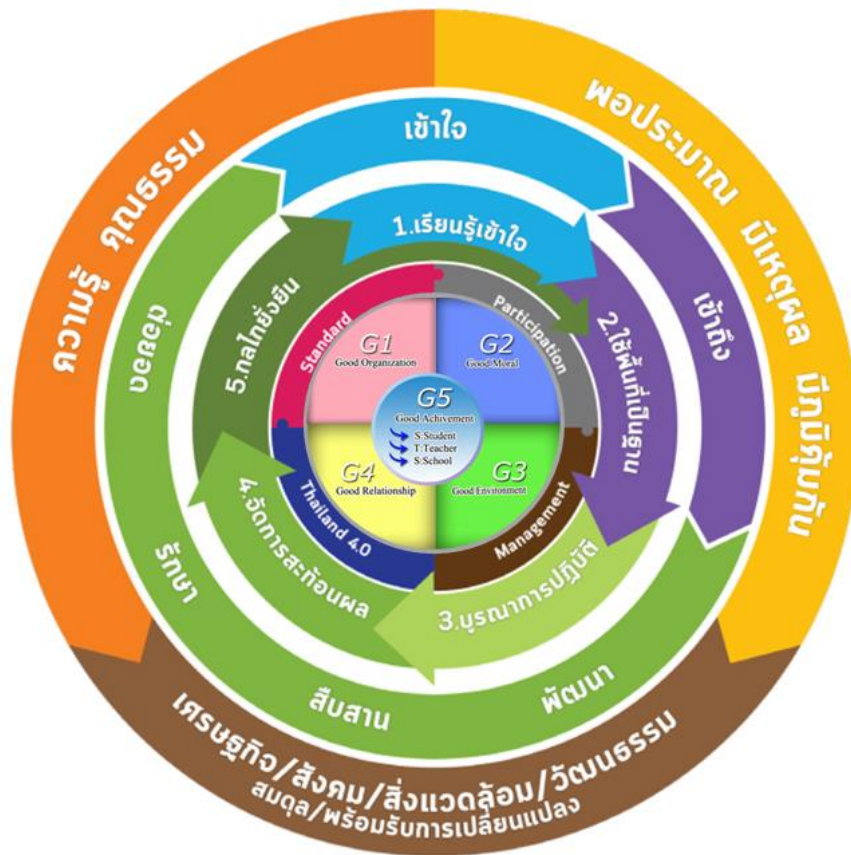 ความรู้ คุณธรรม
พอประมาณ มีเหตุผล มีภูมิคุ้มกัน
เศรษฐกิจ/สังคม/สิ่งแวดล้อม/วัฒนธรรม
สมดุล/พร้อมรับการเปลี่ยนแปลง
เข้าใจ
เข้าถึง
พัฒนา
สืบสาน
รักษา
ต่อยอด
1.เรียนรู้เข้าใจ
2.ใช้พื้นที่เป็นฐาน
3.บูรณาการปฏิบัติ
4.จัดการสะท้อนผล
5.กลไกยั่งยืน
Standard
Participation
Management
Thailand 4.0
G1
Good Organization
G2
Good Moral
G5
Good Achivement
S:Student
T:Teacher
S:School
G4
Good Relationship
G3
Good Environment